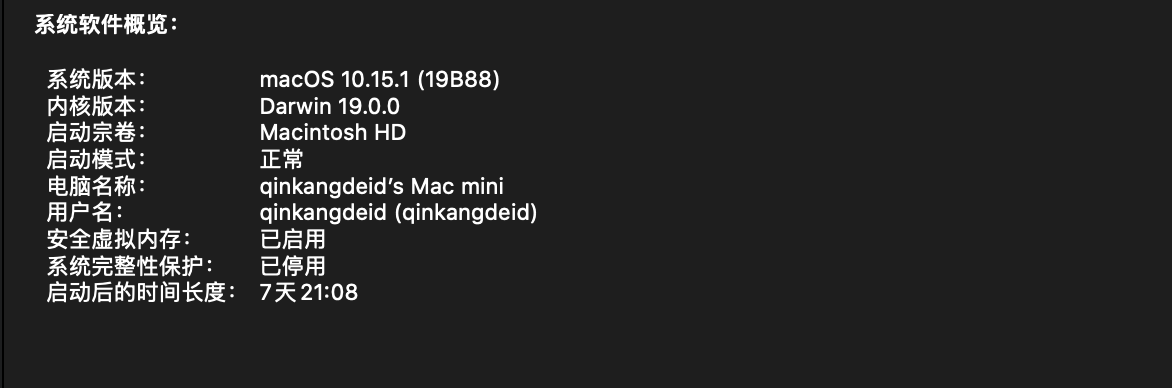 系统软件概览：
系统版本： macOS 10.15.1 (19B88)
内核版本： Darwin 19.0.0
启动宗卷： Macintosh HD
启动模式： 正常
电脑名称： qinkangdeid’s Mac mini
用户名： qinkangdeid (qinkangdeid)
安全虚拟内存： 已启用
系统完整性保护： 已停用
启动后的时间长度： 7天21:08